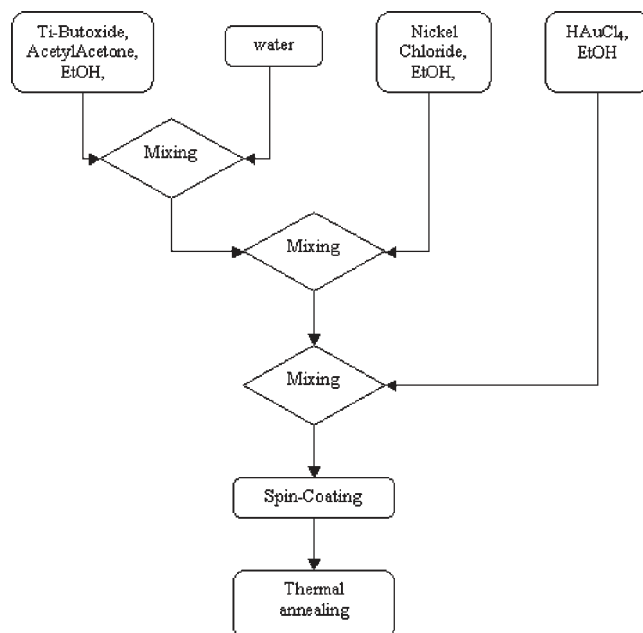 Ti-Butoxide,
AcetylAcetone,
EtOH,
water
Nickel
Chloride,
EtOH,
HAuCl₄,
EtOH
Mixing
Mixing
Mixing
Spin-Coating
Thermal
annealing